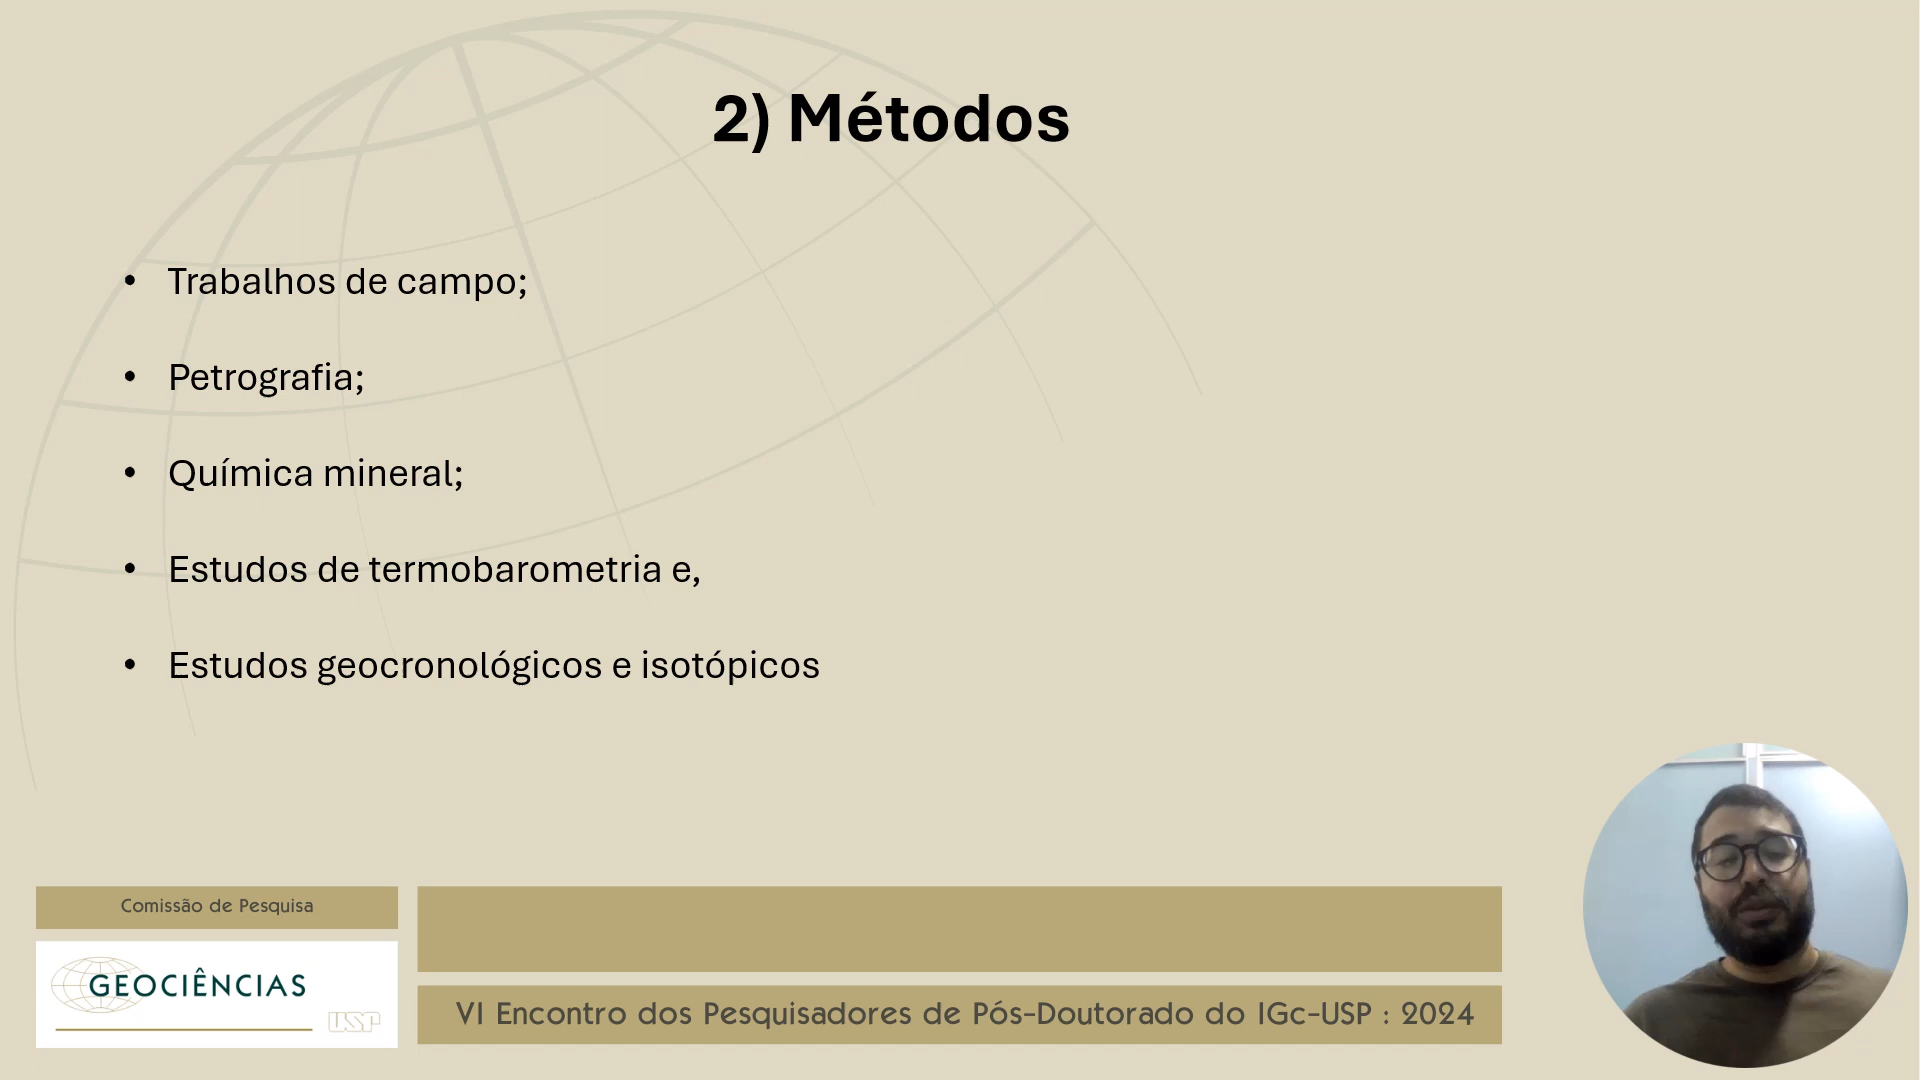 2) Métodos
• Trabalhos de campo;
• Petrografia;
• Química mineral;
• Estudos de termobarometria e,
• Estudos geocronológicos e isotópicos
Comissão de Pesquisa
GEOCIÊNCIAS
USP
VI Encontro dos Pesquisadores de Pós-Doutorado do IGc-USP : 2024